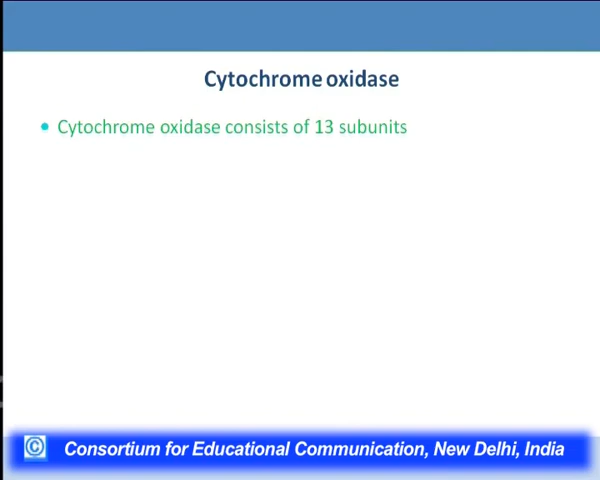 Cytochrome oxidase
• Cytochrome oxidase consists of 13 subunits
© Consortium for Educational Communication, New Delhi, India